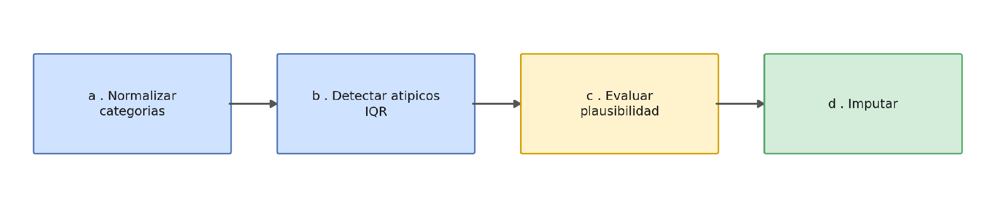 a . Normalizar
categorias
b . Detectar atipicos
IQR
c . Evaluar
plausibilidad
d . Imputar